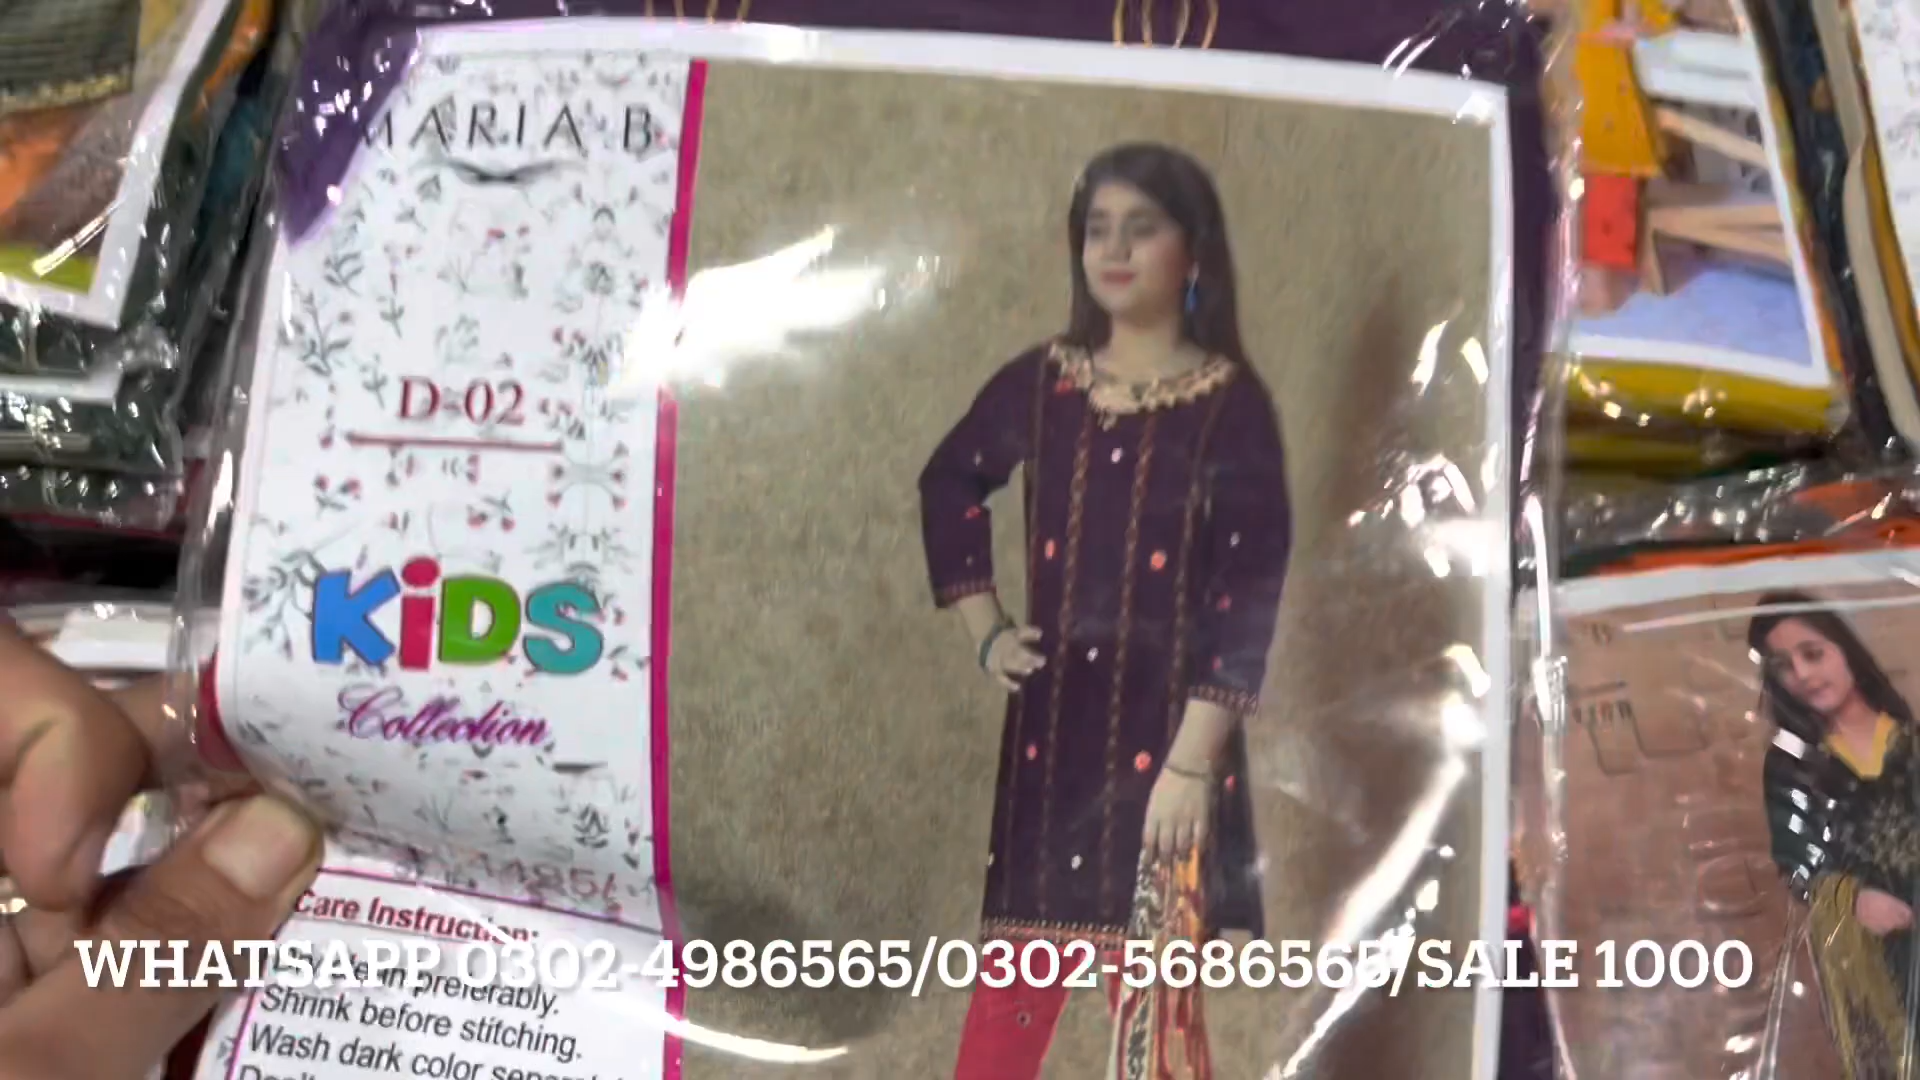 MARIA B
D-02
KiDS
Collection
Care Instruction:
preferably.
Shrink before stitching.
Wash dark color
WHATSAPP 0302-4986565/0302-5686565/SALE 1000